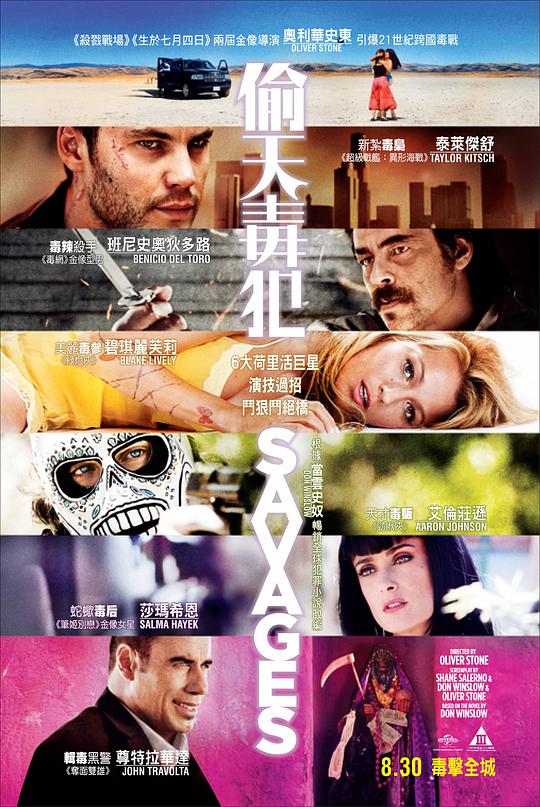 《殺戮戰場》《生於七月四日》兩屆金像導演 奧利華史東 引爆21世紀跨國毒戰
OLIVER STONE
偷天毒犯
新紮毒梟 泰萊傑舒
《超級戰艦：異形海戰》 TAYLOR KITSCH
毒辣殺手 班尼史奧狄多路
《毒網》金像型男 BENICIO DEL TORO
美麗毒參 碧琪麗芙莉
BLAKE LIVELY
6大荷里活巨星
演技過招
鬥狠鬥絕橋
SAVAGES
根據 當雲史奴 暢銷全球犯罪小說改編
DON WINSLOW
天才毒販 艾倫莊遜
AARON JOHNSON
蛇蠍毒后 莎瑪希恩
《筆姬別戀》金像女星 SALMA HAYEK
緝毒黑警 尊特拉華達
《奪面雙雄》 JOHN TRAVOLTA
DIRECTED BY
OLIVER STONE
SCREENPLAY BY
SHANE SALERNO &
DON WINSLOW &
OLIVER STONE
BASED ON THE NOVEL BY
DON WINSLOW
UNIVERSAL
III
8.30 毒擊全城